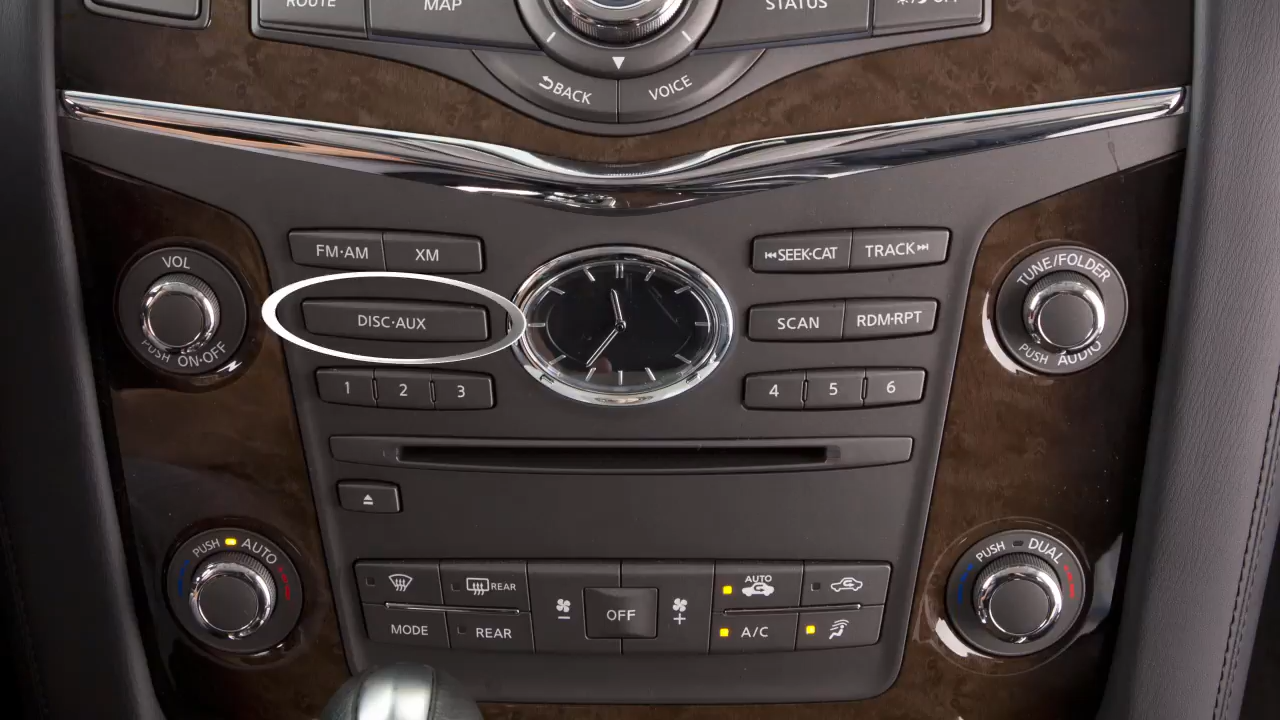 ROUTE
MAP
STATUS
OFF
BACK
VOICE
VOL
PUSH ON·OFF
FM·AM
XM
DISC·AUX
1
2
3
SEEK·CAT
TRACK
SCAN
RDM·RPT
4
5
6
TUNE/FOLDER
PUSH AUDIO
PUSH AUTO
REAR
MODE
REAR
OFF
AUTO
A/C
PUSH DUAL